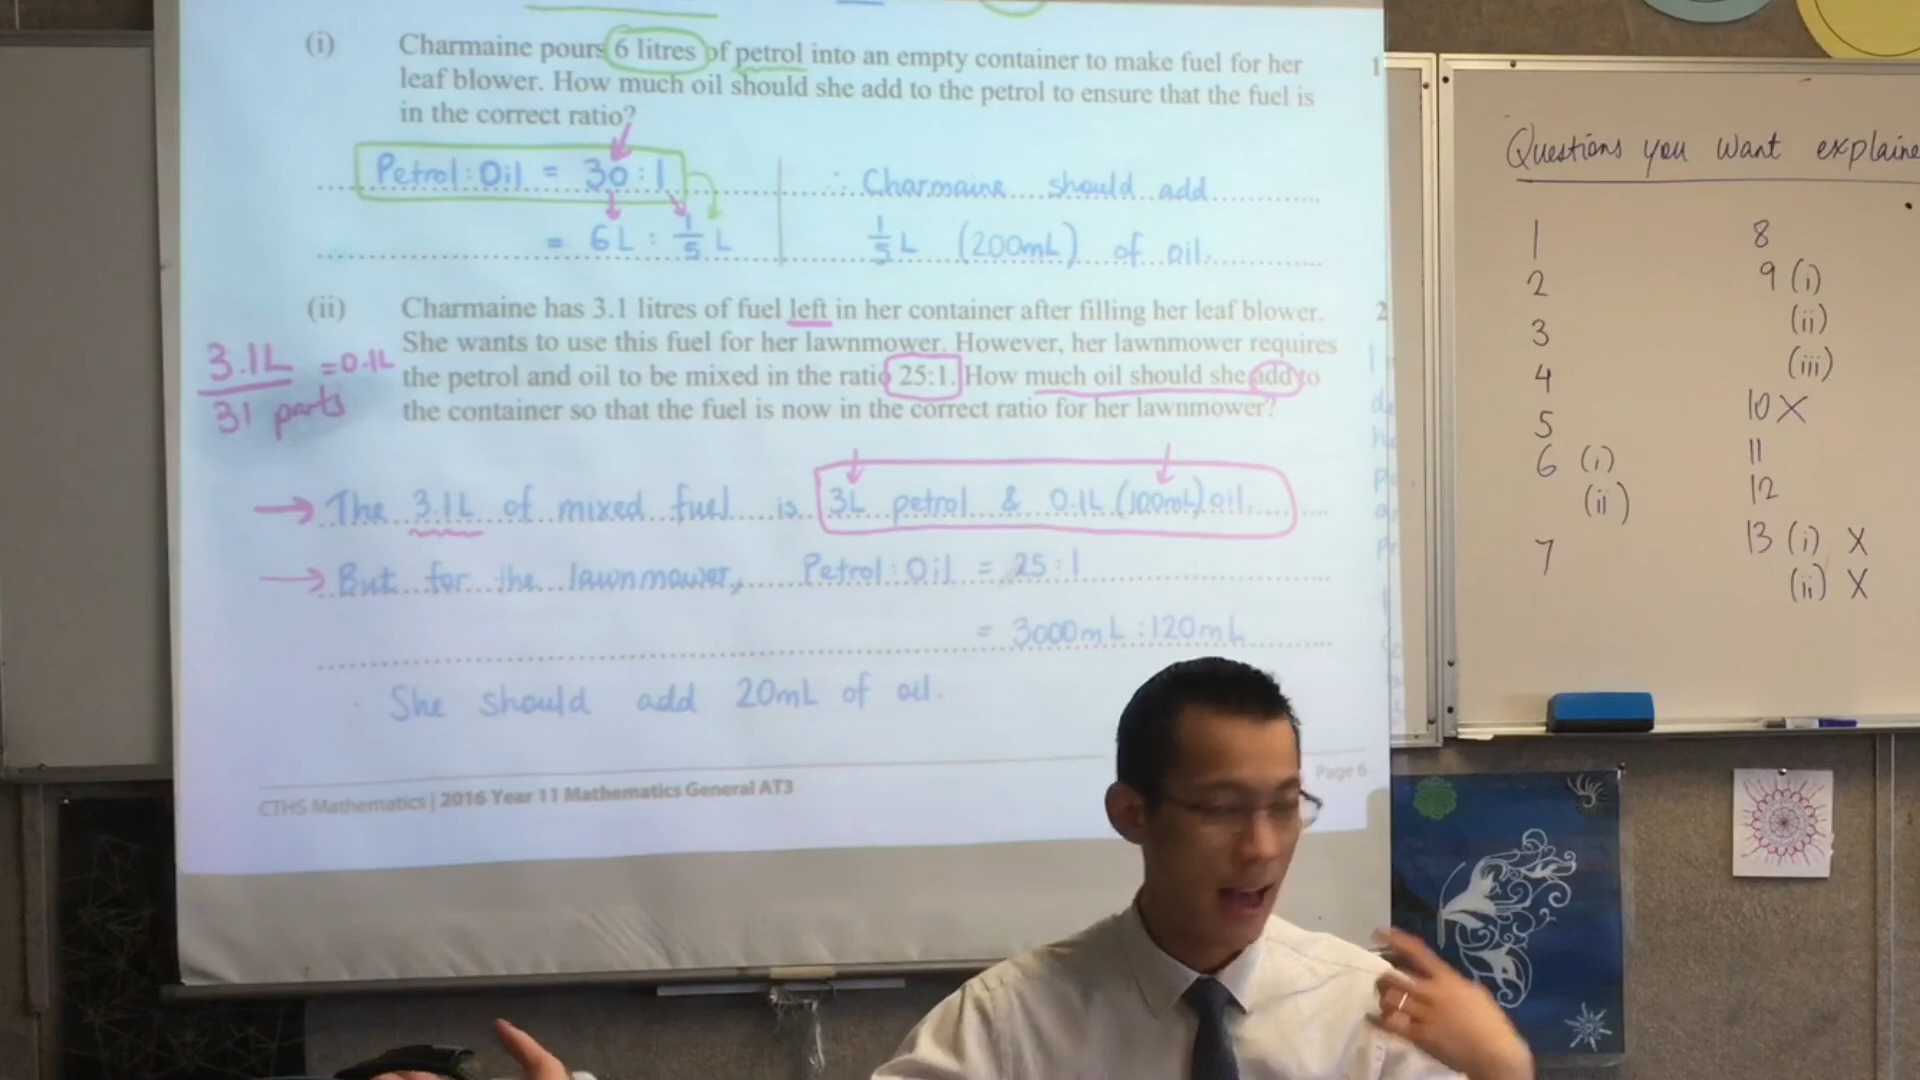 (i) Charmaine pours 6 litres of petrol into an empty container to make fuel for her 1
leaf blower. How much oil should she add to the petrol to ensure that the fuel is
in the correct ratio?
Petrol : Oil = 30 : 1
= 6L : 1/5 L
∴ Charmaine should add
1/5 L (200mL) of oil.
(ii) Charmaine has 3.1 litres of fuel left in her container after filling her leaf blower. 2
She wants to use this fuel for her lawnmower. However, her lawnmower requires
the petrol and oil to be mixed in the ratio 25:1. How much oil should she add to
the container so that the fuel is now in the correct ratio for her lawnmower?
3.1L = 0.1L
31 parts
→ The 3.1L of mixed fuel is 3L petrol & 0.1L (100mL) oil.
→ But for the lawnmower, Petrol : Oil = 25 : 1
= 3000mL : 120mL
She should add 20mL of oil.
CTHS Mathematics | 2016 Year 11 Mathematics General AT3
Page 6
Questions you want
1
2
3
4
5
6 (i)
(ii)
7
8
9 (i)
(ii)
(iii)
10 X
11
12
13 (i) X
(ii) X